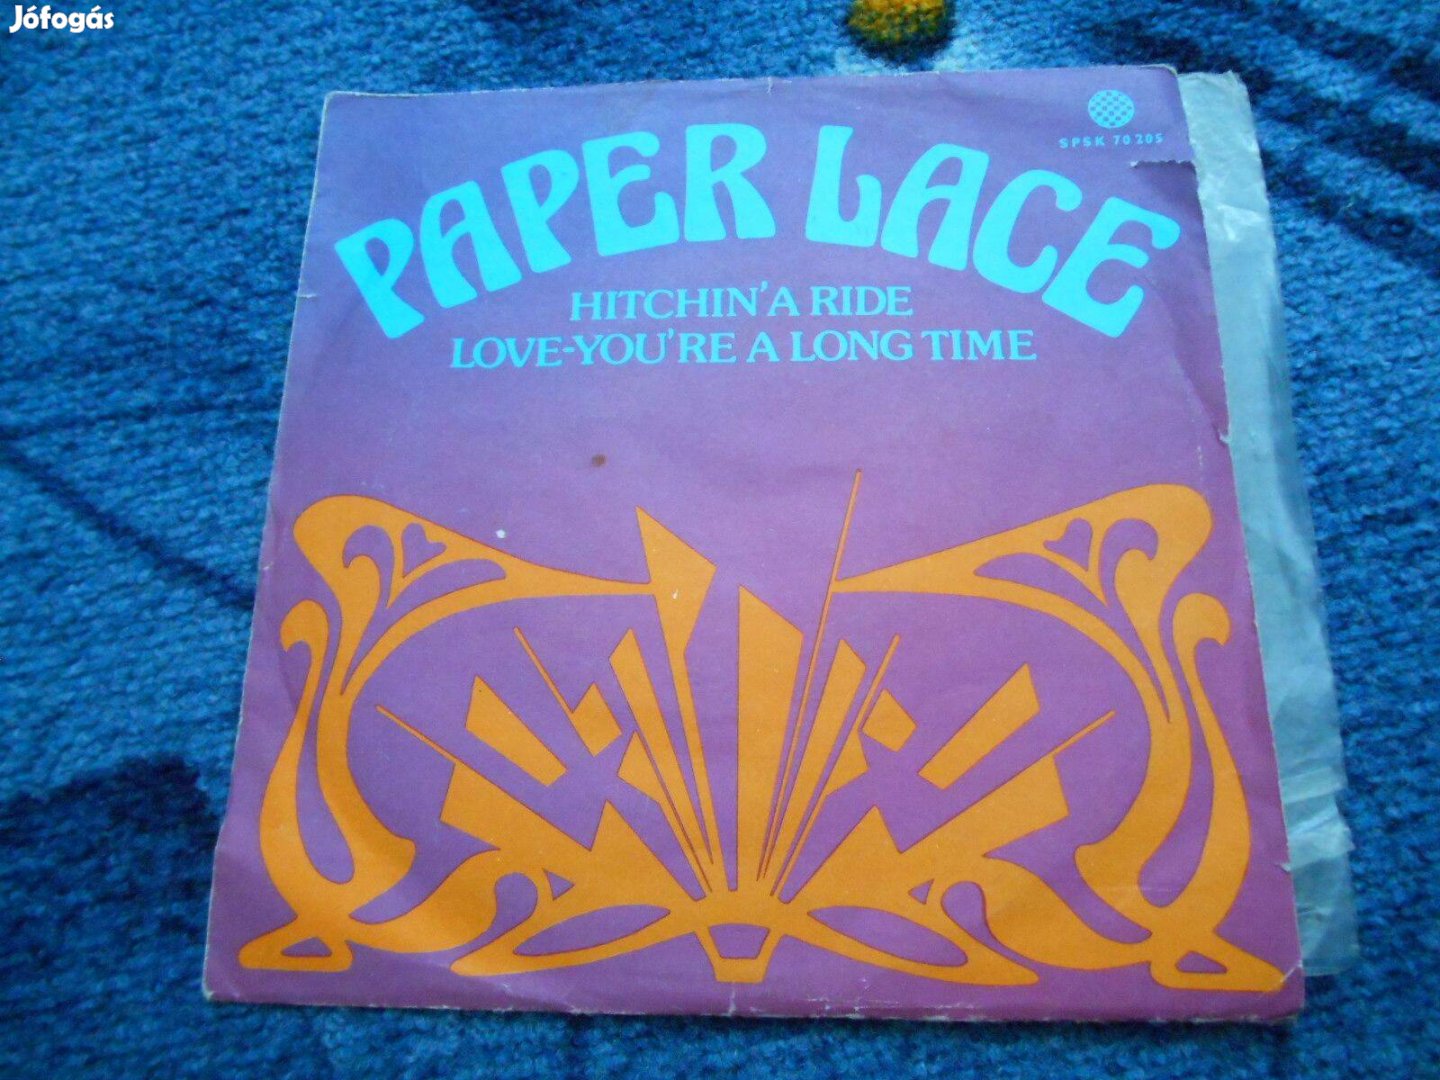 Jófogás
SPSK 70 205
PAPER LACE
HITCHIN' A RIDE
LOVE-YOU'RE A LONG TIME